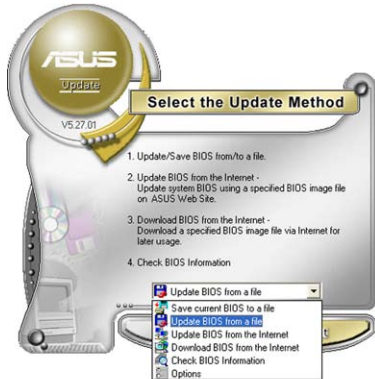 ASUS
Update
V5.27.01
Select the Update Method
1. Update/Save BIOS from/to a file.
2. Update BIOS from the Internet -
Update system BIOS using a specified BIOS image file
on ASUS Web Site.
3. Download BIOS from the Internet -
Download a specified BIOS image file via Internet for
later usage.
4. Check BIOS Information
Update BIOS from a file
Save current BIOS to a file
Update BIOS from a file
Update BIOS from the Internet
Download BIOS from the Internet
Check BIOS Information
Options